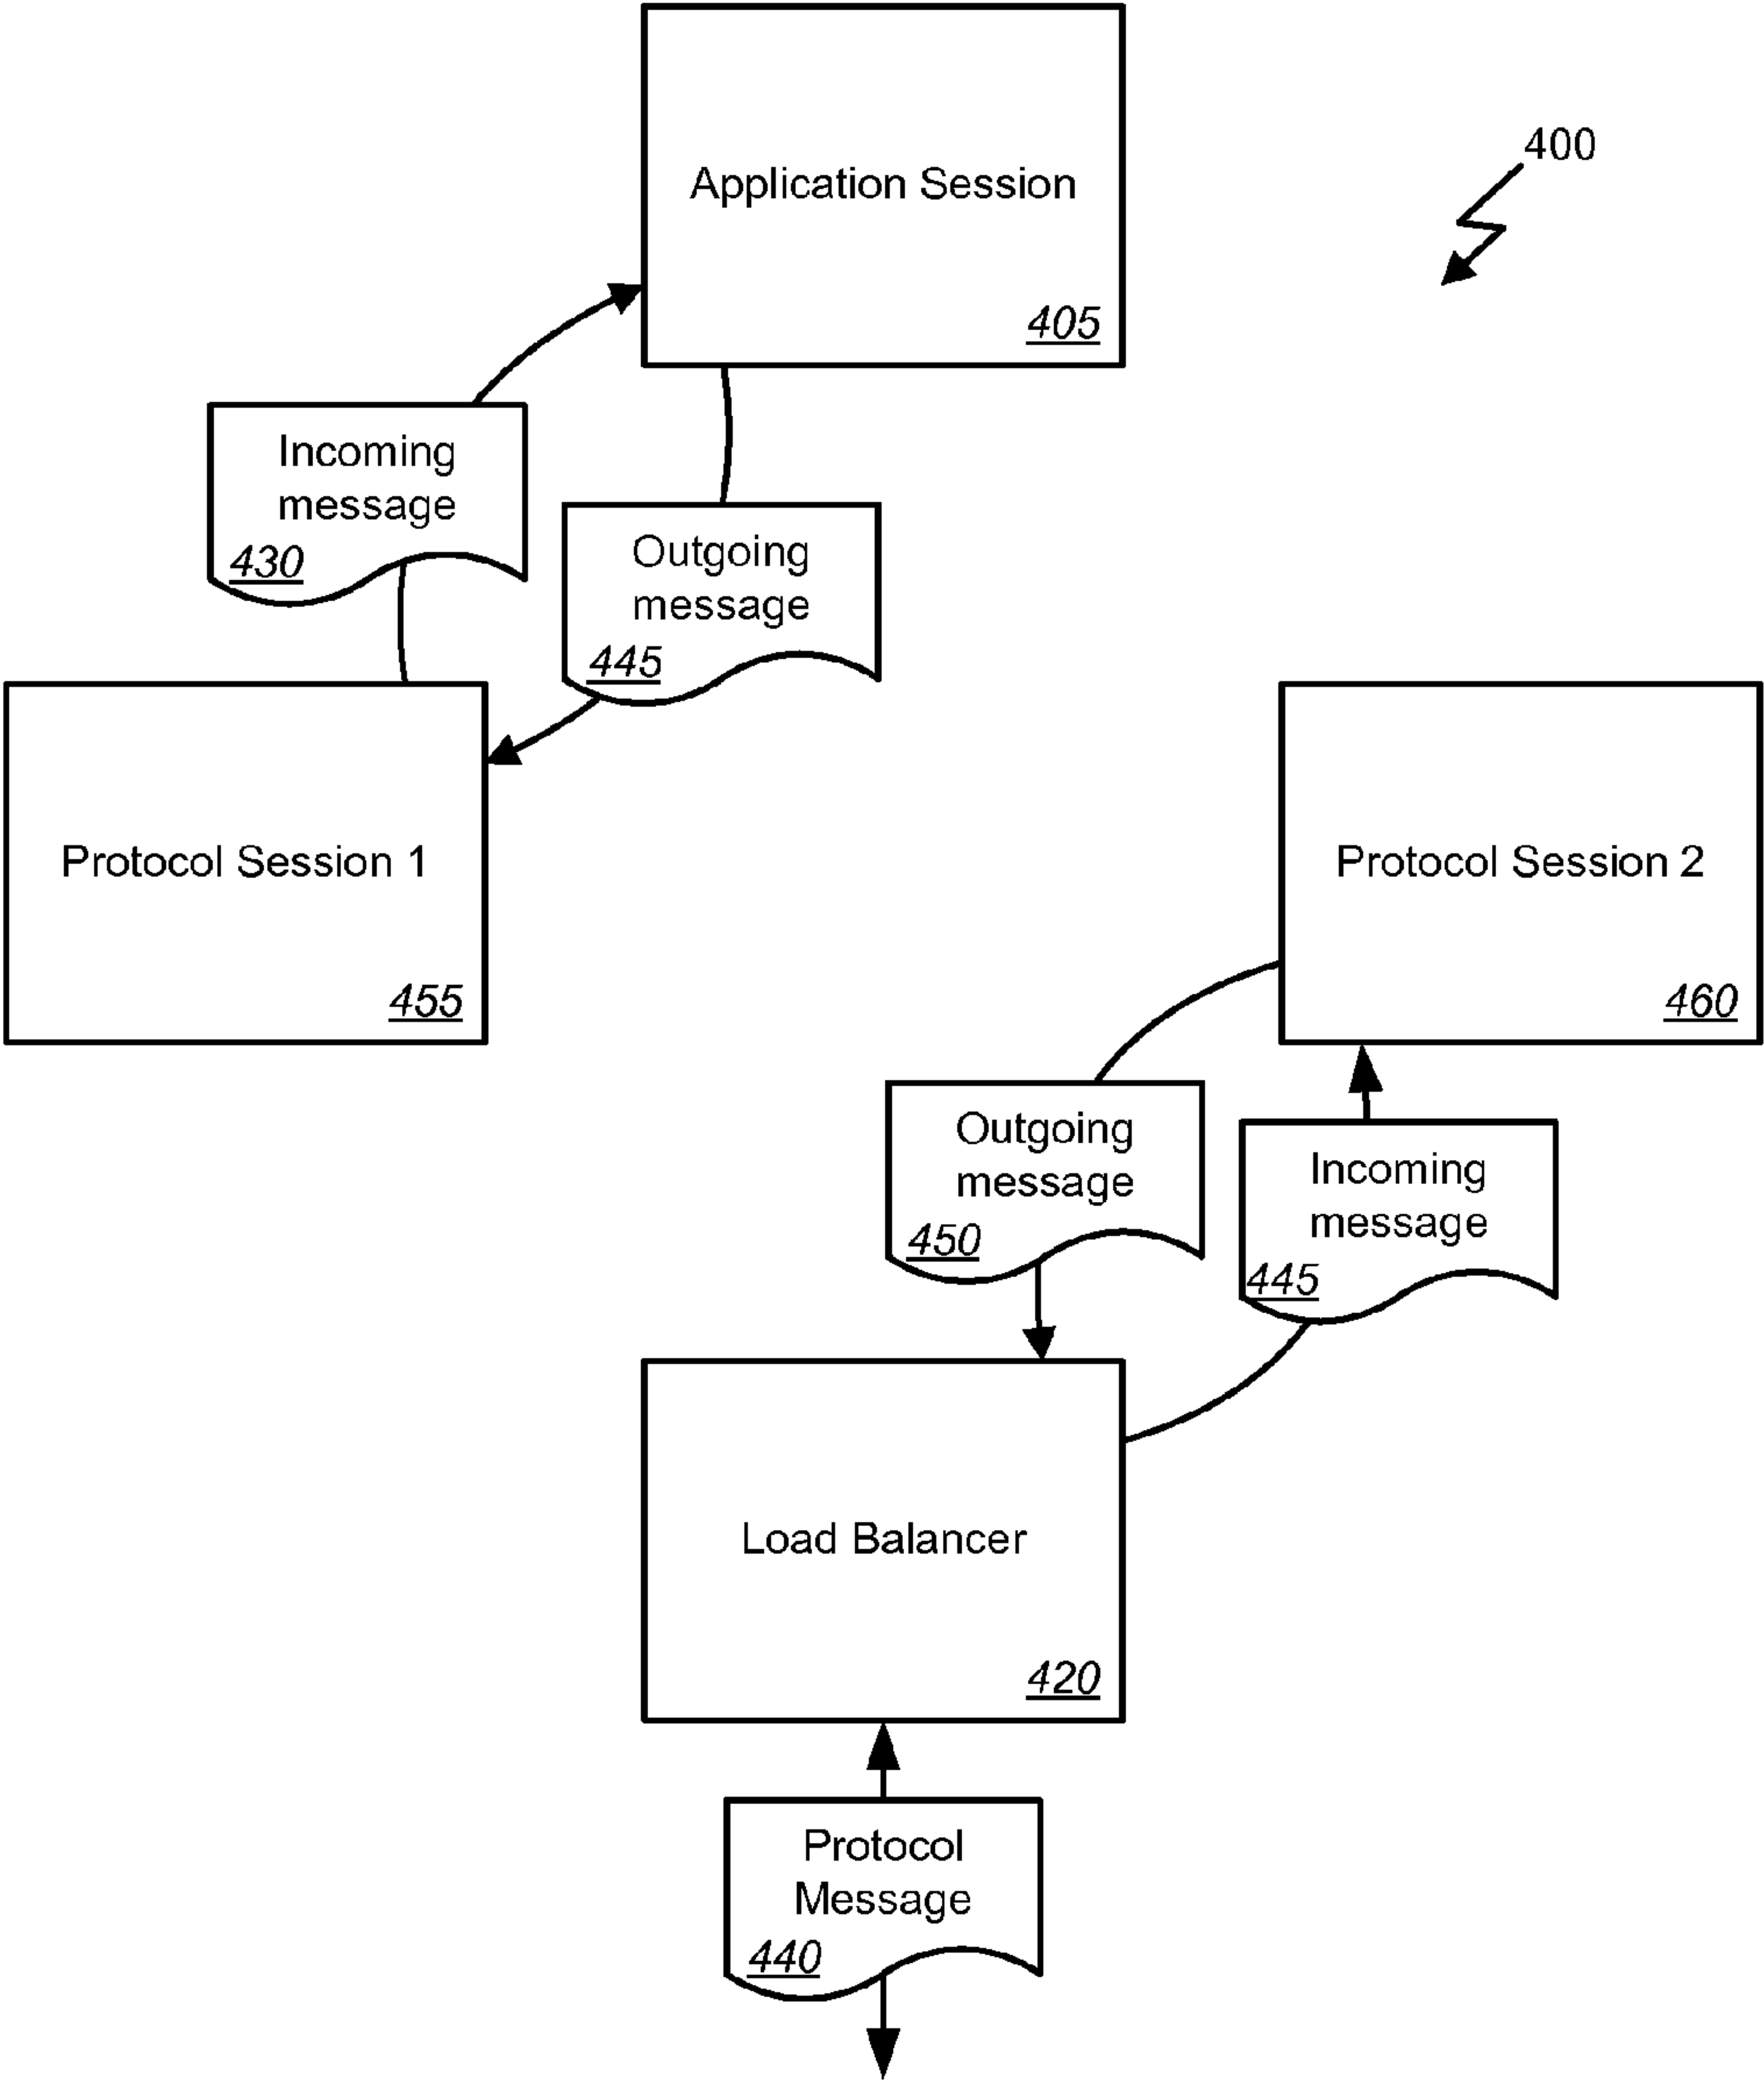 Application Session
405
400
Incoming
message
430
Outgoing
message
445
Protocol Session 1
455
Protocol Session 2
460
Outgoing
message
450
Incoming
message
445
Load Balancer
420
Protocol
Message
440